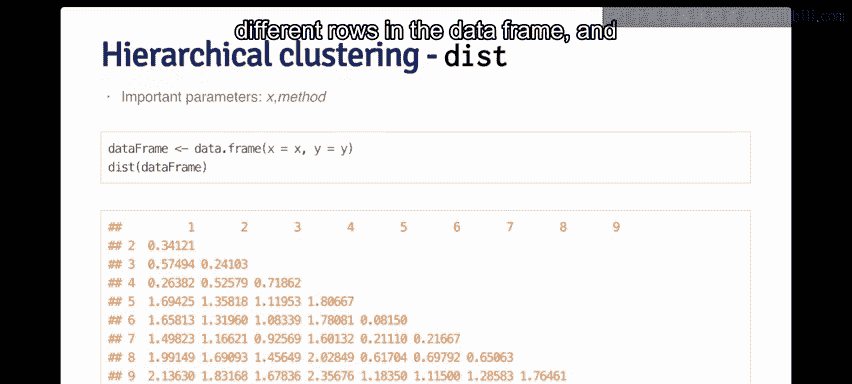 different rows in the data frame, and
Hierarchical clustering - dist
· Important parameters: x,method
dataFrame <- data.frame(x = x, y = y)
dist(dataFrame)
## 1 2 3 4 5 6 7 8 9
## 2 0.34121
## 3 0.57494 0.24103
## 4 0.26382 0.52579 0.71862
## 5 1.69425 1.35818 1.11953 1.80667
## 6 1.65813 1.31960 1.08339 1.78081 0.08150
## 7 1.49823 1.16621 0.92569 1.60132 0.21110 0.21667
## 8 1.99149 1.69093 1.45649 2.02849 0.61704 0.69792 0.65063
## 9 2.13630 1.83168 1.67836 2.35676 1.18350 1.11500 1.28583 1.76461